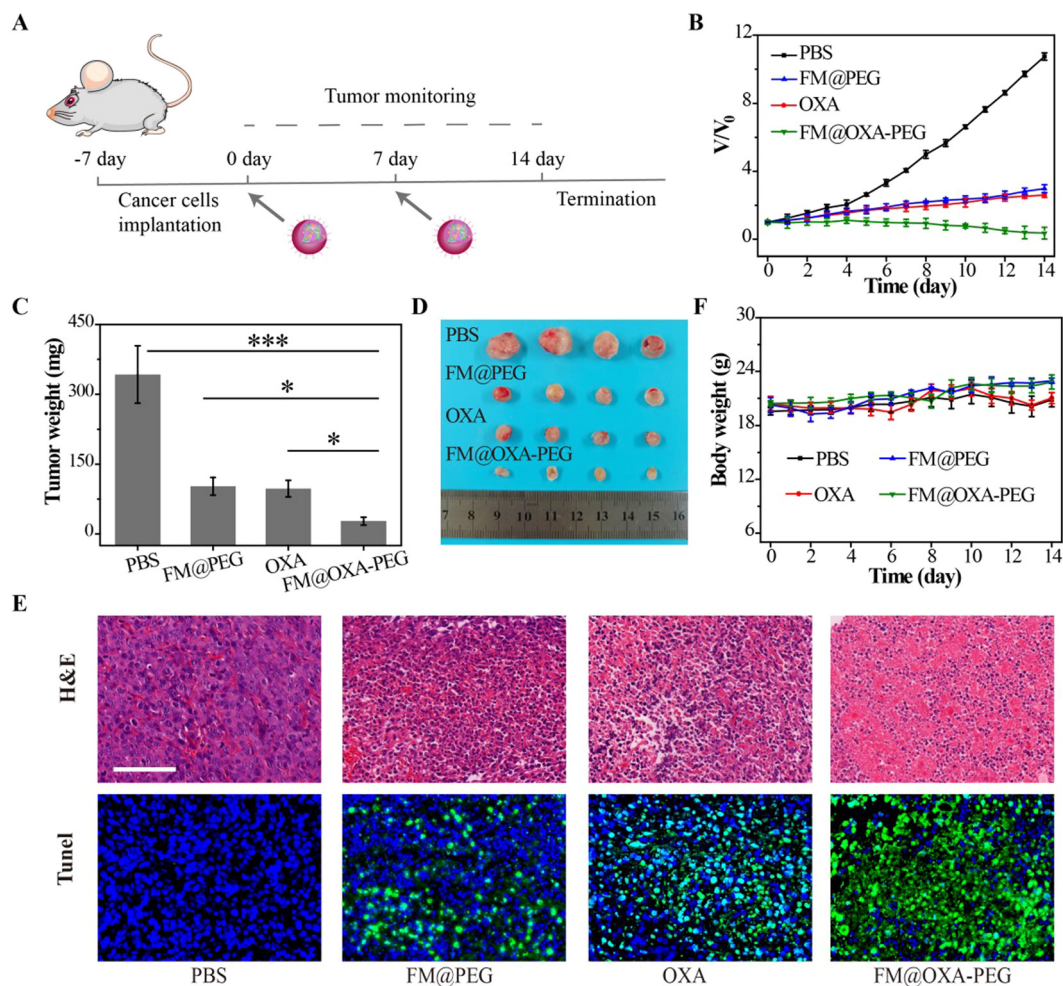 A
Tumor monitoring
-7 day
0 day
7 day
14 day
Cancer cells
implantation
Termination
B
12
8
4
0
V/V0
PBS
FM@PEG
OXA
FM@OXA-PEG
0 2 4 6 8 10 12 14
Time (day)
C
450
300
150
0
Tumor weight (mg)
***
*
*
PBS
FM@PEG
OXA
FM@OXA-PEG
D
PBS
FM@PEG
OXA
FM@OXA-PEG
7 8 9 10 11 12 13 14 15 16
F
30
24
18
12
6
Body weight (g)
PBS
FM@PEG
OXA
FM@OXA-PEG
0 2 4 6 8 10 12 14
Time (day)
E
H&E
Tunel
PBS
FM@PEG
OXA
FM@OXA-PEG